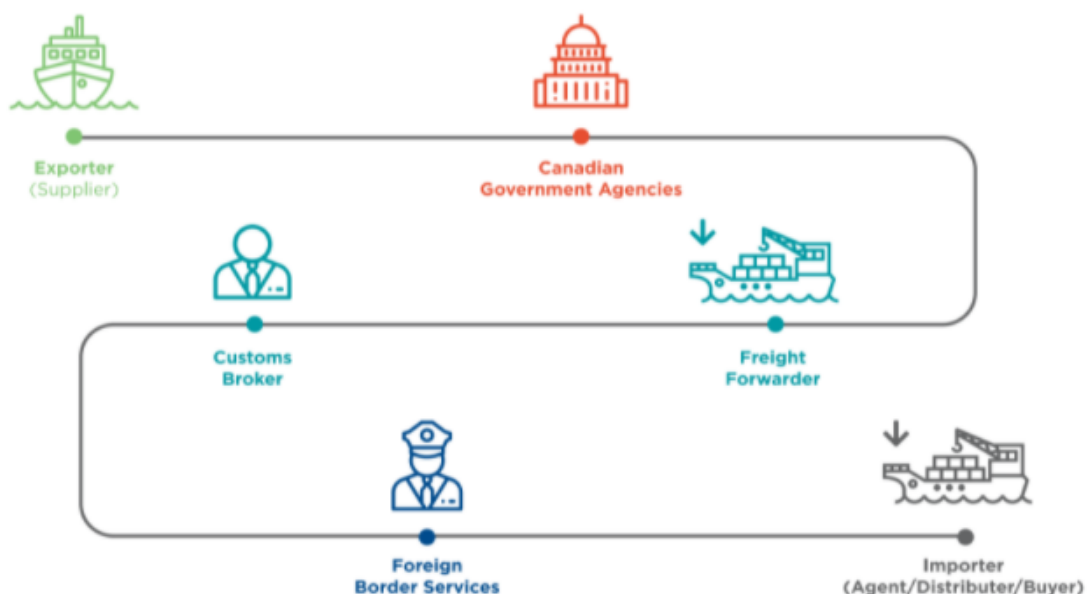 Exporter
(Supplier)
Canadian
Government Agencies
Freight
Forwarder
Customs
Broker
Foreign
Border Services
Importer
(Agent/Distributer/Buyer)